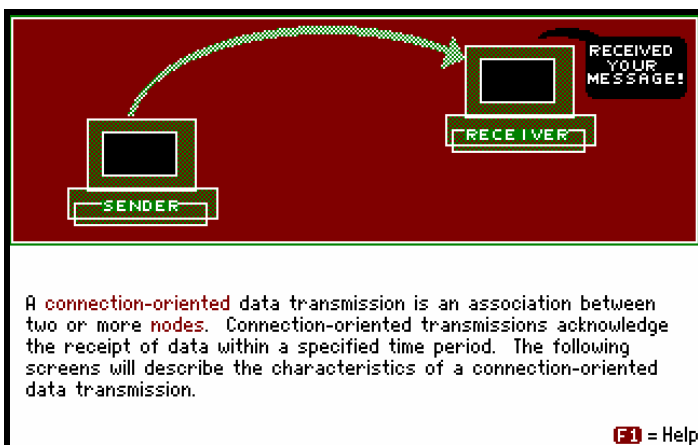 RECEIVED
YOUR
MESSAGE!
RECEIVER
SENDER
A connection-oriented data transmission is an association between
two or more nodes.  Connection-oriented transmissions acknowledge
the receipt of data within a specified time period.  The following
screens will describe the characteristics of a connection-oriented
data transmission.
F1 = Help